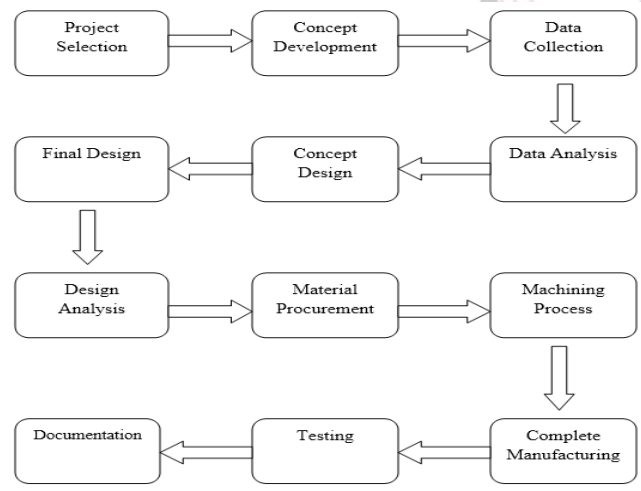 Project
Selection
Concept
Development
Data
Collection
Final Design
Concept
Design
Data Analysis
Design
Analysis
Material
Procurement
Machining
Process
Documentation
Testing
Complete
Manufacturing